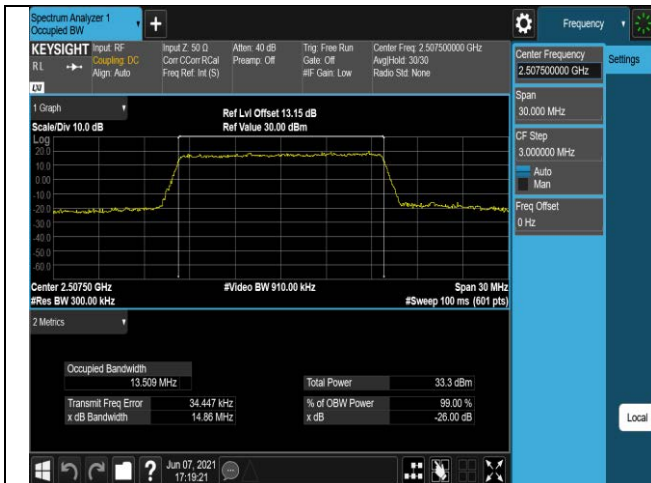 Spectrum Analyzer 1
Occupied BW
+
Frequency
KEYSIGHT
RL
LXI
Input: RF
Coupling: DC
Align: Auto
Input Z: 50 Ω
Corr CCorr RCal
Freq Ref: Int (S)
Atten: 40 dB
Preamp: Off
Trig: Free Run
Gate: Off
#IF Gain: Low
Center Freq: 2.507500000 GHz
Avg|Hold: 30/30
Radio Std: None
Center Frequency
2.507500000 GHz
Settings
Span
30.000 MHz
CF Step
3.000000 MHz
Auto
Man
Freq Offset
0 Hz
Local
1 Graph
Scale/Div 10.0 dB
Ref Lvl Offset 13.15 dB
Ref Value 30.00 dBm
Log
20.0
10.0
0.00
-10.0
-20.0
-30.0
-40.0
-50.0
-60.0
Center 2.50750 GHz
#Video BW 910.00 kHz
Span 30 MHz
#Res BW 300.00 kHz
#Sweep 100 ms (601 pts)
2 Metrics
Occupied Bandwidth
13.509 MHz
Total Power 33.3 dBm
Transmit Freq Error 34.447 kHz
% of OBW Power 99.00 %
x dB Bandwidth 14.86 MHz
x dB -26.00 dB
?
Jun 07, 2021
17:19:21